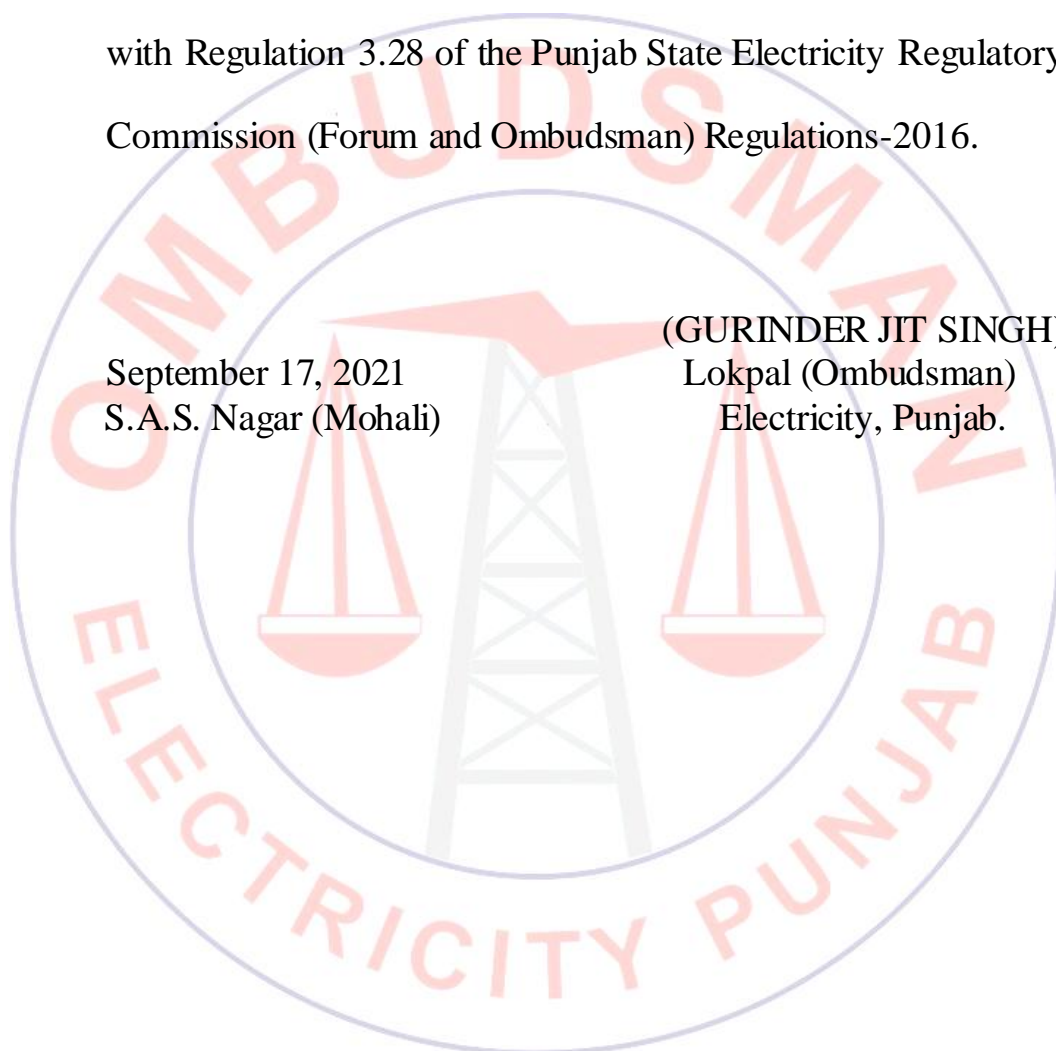 with Regulation 3.28 of the Punjab State Electricity Regulatory
Commission (Forum and Ombudsman) Regulations-2016.
(GURINDER JIT SINGH)
September 17, 2021 Lokpal (Ombudsman)
S.A.S. Nagar (Mohali) Electricity, Punjab.
OMBUDSMAN
ELECTRICITY PUNJAB